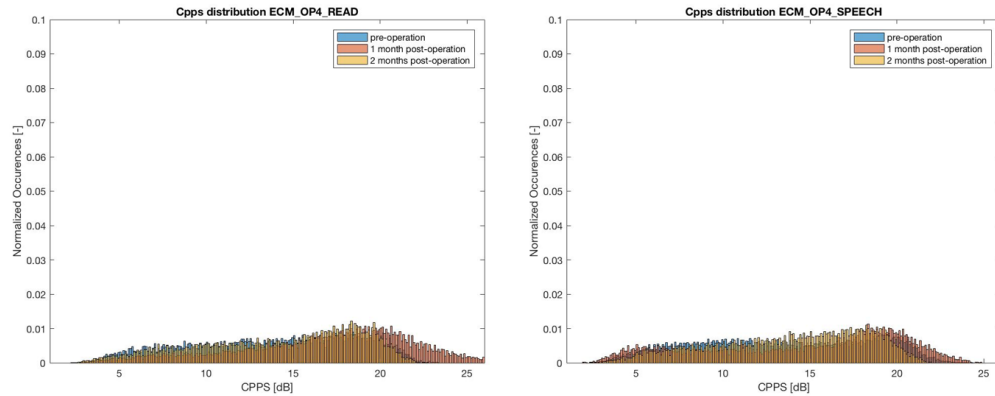 Cpps distribution ECM_OP4_READ
pre-operation
1 month post-operation
2 months post-operation
0.1
0.09
0.08
0.07
0.06
0.05
0.04
0.03
0.02
0.01
0
Normalized Occurences [-]
5
10
15
20
25
CPPS [dB]
Cpps distribution ECM_OP4_SPEECH
pre-operation
1 month post-operation
2 months post-operation
0.1
0.09
0.08
0.07
0.06
0.05
0.04
0.03
0.02
0.01
0
Normalized Occurences [-]
5
10
15
20
25
CPPS [dB]